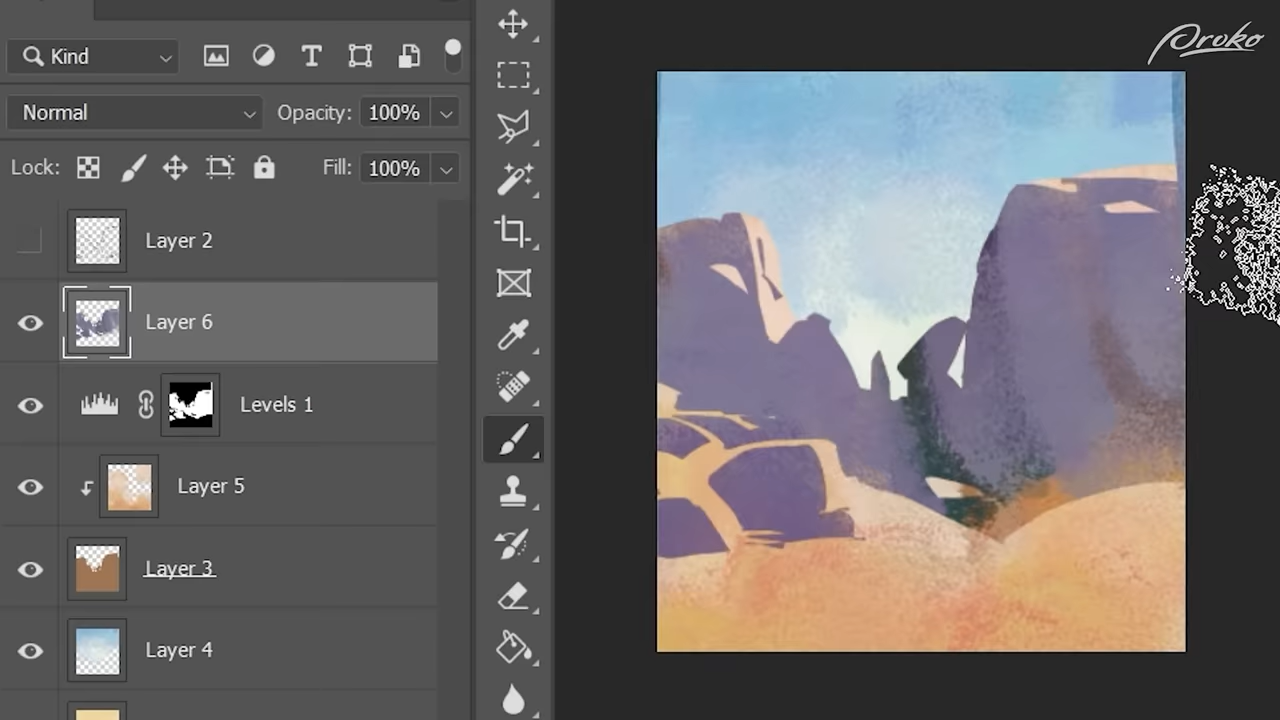 Proko
Kind
Normal
Opacity: 100%
Lock:
Fill: 100%
Layer 2
Layer 6
Levels 1
Layer 5
Layer 3
Layer 4